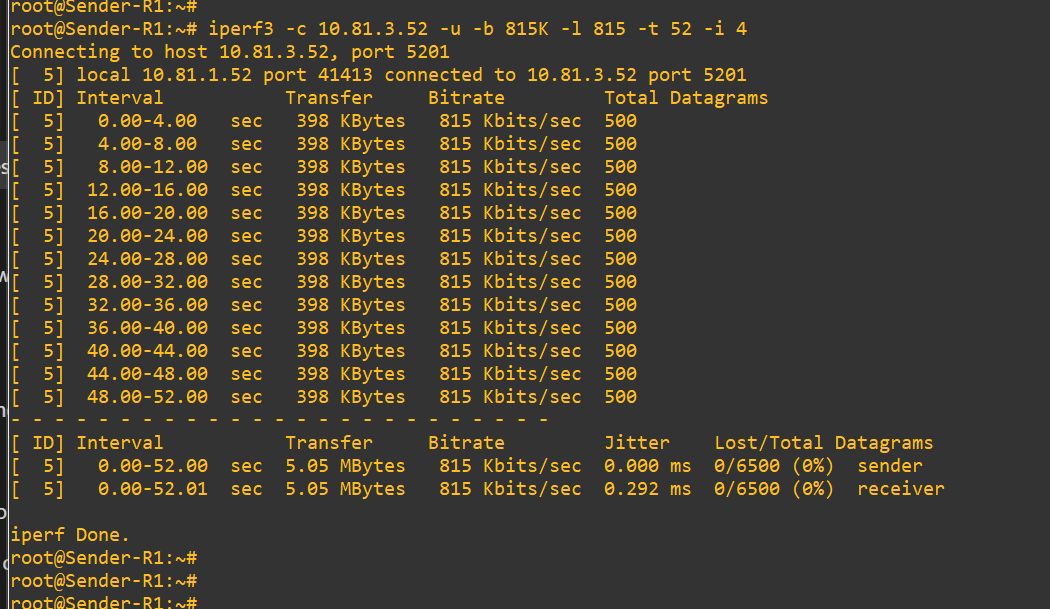 root@Sender-R1:~#
root@Sender-R1:~# iperf3 -c 10.81.3.52 -u -b 815K -l 815 -t 52 -i 4
Connecting to host 10.81.3.52, port 5201
[  5] local 10.81.1.52 port 41413 connected to 10.81.3.52 port 5201
[ ID] Interval           Transfer     Bitrate         Total Datagrams
[  5]   0.00-4.00   sec   398 KBytes   815 Kbits/sec  500
[  5]   4.00-8.00   sec   398 KBytes   815 Kbits/sec  500
[  5]   8.00-12.00  sec   398 KBytes   815 Kbits/sec  500
[  5]  12.00-16.00  sec   398 KBytes   815 Kbits/sec  500
[  5]  16.00-20.00  sec   398 KBytes   815 Kbits/sec  500
[  5]  20.00-24.00  sec   398 KBytes   815 Kbits/sec  500
[  5]  24.00-28.00  sec   398 KBytes   815 Kbits/sec  500
[  5]  28.00-32.00  sec   398 KBytes   815 Kbits/sec  500
[  5]  32.00-36.00  sec   398 KBytes   815 Kbits/sec  500
[  5]  36.00-40.00  sec   398 KBytes   815 Kbits/sec  500
[  5]  40.00-44.00  sec   398 KBytes   815 Kbits/sec  500
[  5]  44.00-48.00  sec   398 KBytes   815 Kbits/sec  500
[  5]  48.00-52.00  sec   398 KBytes   815 Kbits/sec  500
- - - - - - - - - - - - - - - - - - - - - - - - -
[ ID] Interval           Transfer     Bitrate         Jitter    Lost/Total Datagrams
[  5]   0.00-52.00  sec  5.05 MBytes   815 Kbits/sec  0.000 ms  0/6500 (0%)  sender
[  5]   0.00-52.01  sec  5.05 MBytes   815 Kbits/sec  0.292 ms  0/6500 (0%)  receiver

iperf Done.
root@Sender-R1:~#
root@Sender-R1:~#
root@Sender-R1:~#